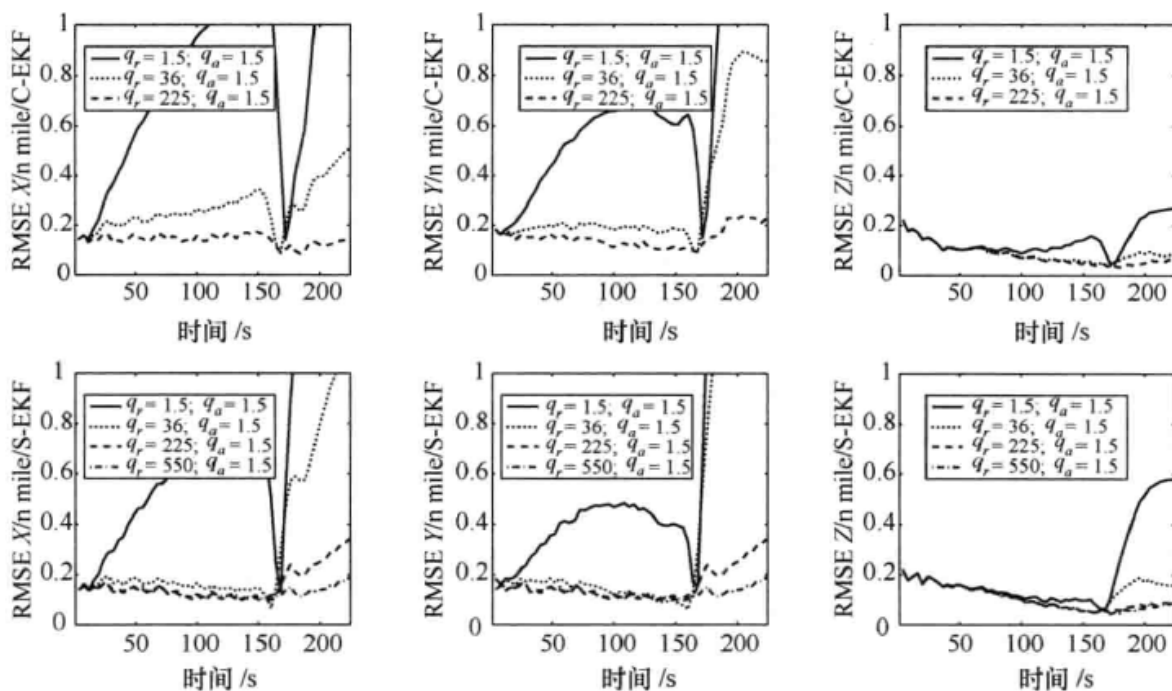 RMSE X/n mile/C-EKF
1
0.8
0.6
0.4
0.2
0
q_r = 1.5; q_a = 1.5
q_r = 36; q_a = 1.5
q_r = 225; q_a = 1.5
50 100 150 200
时间 /s
RMSE Y/n mile/C-EKF
1
0.8
0.6
0.4
0.2
0
q_r = 1.5; q_a = 1.5
q_r = 36; q_a = 1.5
q_r = 225; q_a = 1.5
50 100 150 200
时间 /s
RMSE Z/n mile/C-EKF
1
0.8
0.6
0.4
0.2
0
q_r = 1.5; q_a = 1.5
q_r = 36; q_a = 1.5
q_r = 225; q_a = 1.5
50 100 150 200
时间 /s
RMSE X/n mile/S-EKF
1
0.8
0.6
0.4
0.2
0
q_r = 1.5; q_a = 1.5
q_r = 36; q_a = 1.5
q_r = 225; q_a = 1.5
q_r = 550; q_a = 1.5
50 100 150 200
时间 /s
RMSE Y/n mile/S-EKF
1
0.8
0.6
0.4
0.2
0
q_r = 1.5; q_a = 1.5
q_r = 36; q_a = 1.5
q_r = 225; q_a = 1.5
q_r = 550; q_a = 1.5
50 100 150 200
时间 /s
RMSE Z/n mile/S-EKF
1
0.8
0.6
0.4
0.2
0
q_r = 1.5; q_a = 1.5
q_r = 36; q_a = 1.5
q_r = 225; q_a = 1.5
q_r = 550; q_a = 1.5
50 100 150 200
时间 /s